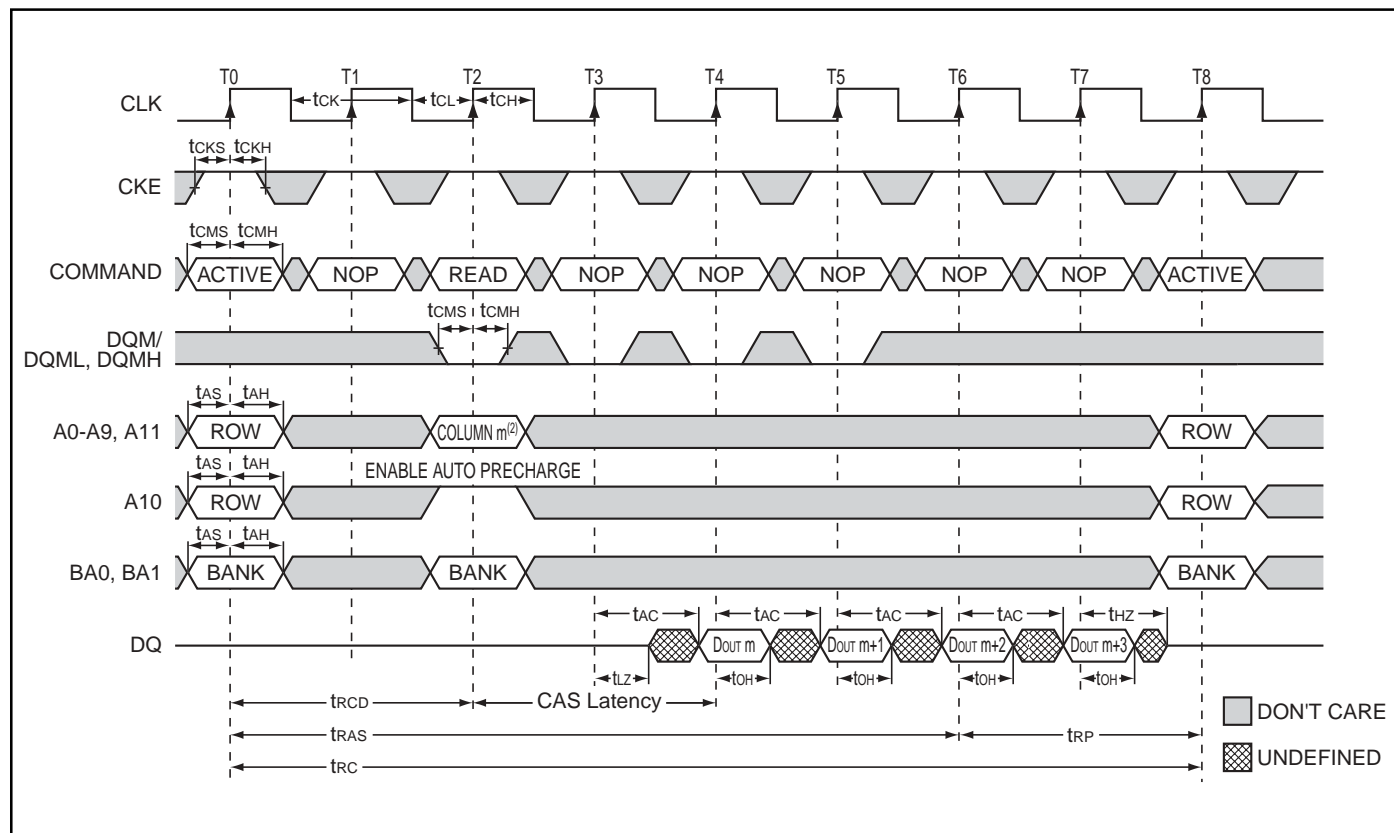 T0 T1 T2 T3 T4 T5 T6 T7 T8
CLK tCK tCL tCH
tCKS tCKH
CKE
tCMS tCMH
COMMAND ACTIVE NOP READ NOP NOP NOP NOP NOP ACTIVE
tCMS tCMH
DQM/
DQML, DQMH
tAS tAH
A0-A9, A11 ROW COLUMN m(2) ROW
tAS tAH ENABLE AUTO PRECHARGE
A10 ROW ROW
tAS tAH
BA0, BA1 BANK BANK BANK
tAC tAC tAC tAC tHZ
DQ DOUT m DOUT m+1 DOUT m+2 DOUT m+3
tLZ tOH tOH tOH tOH
tRCD CAS Latency
DON'T CARE
tRAS tRP
UNDEFINED
tRC